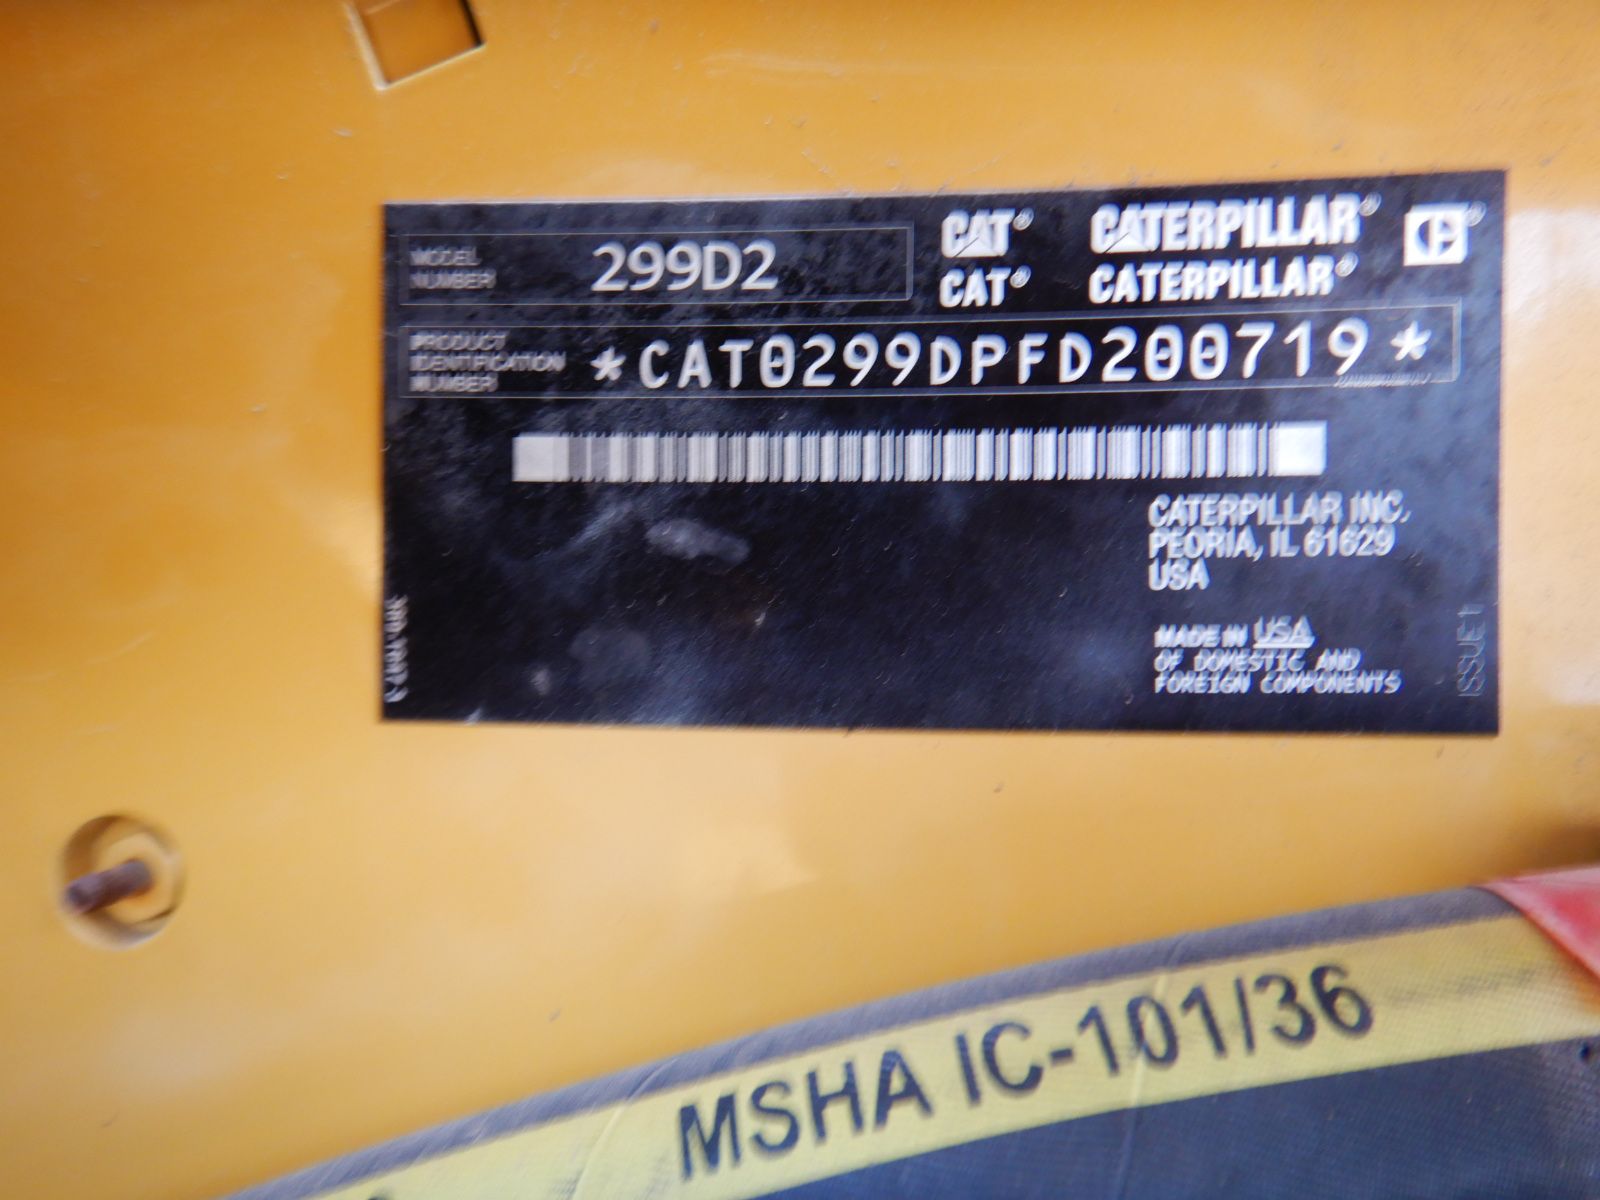 MODEL
NUMBER
299D2
CAT® CATERPILLAR®
CAT® CATERPILLAR®
PRODUCT
IDENTIFICATION
NUMBER
*CAT0299DPFD200719*
CATERPILLAR INC.
PEORIA, IL 61629
USA
MADE IN USA
OF DOMESTIC AND
FOREIGN COMPONENTS
ISSUE 1
MSHA IC-101/36